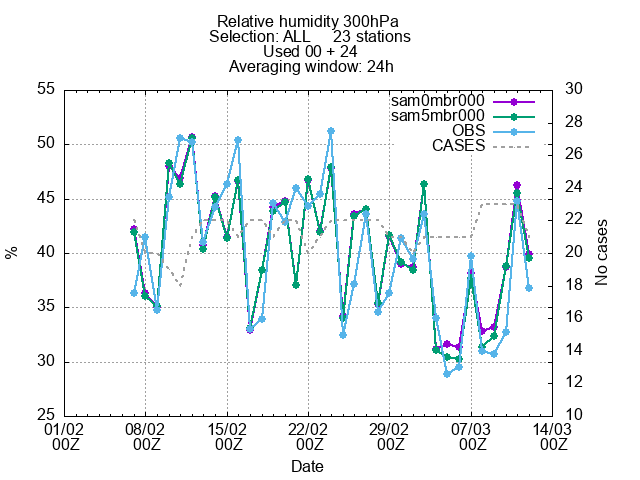 Relative humidity 300hPa
Selection: ALL     23 stations
Used 00 + 24
Averaging window: 24h
sam0mbr000
sam5mbr000
OBS
CASES
%
55
50
45
40
35
30
25
No cases
30
28
26
24
22
20
18
16
14
12
10
01/02 08/02 15/02 22/02 29/02 07/03 14/03
00Z 00Z 00Z 00Z 00Z 00Z 00Z
Date